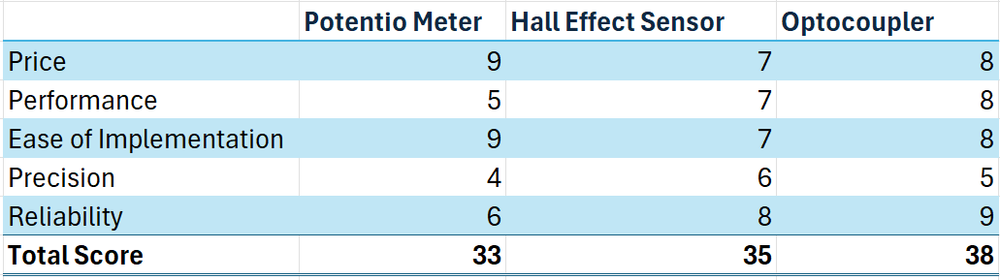 Potentio Meter Hall Effect Sensor Optocoupler
Price 9 7 8
Performance 5 7 8
Ease of Implementation 9 7 8
Precision 4 6 5
Reliability 6 8 9
Total Score 33 35 38